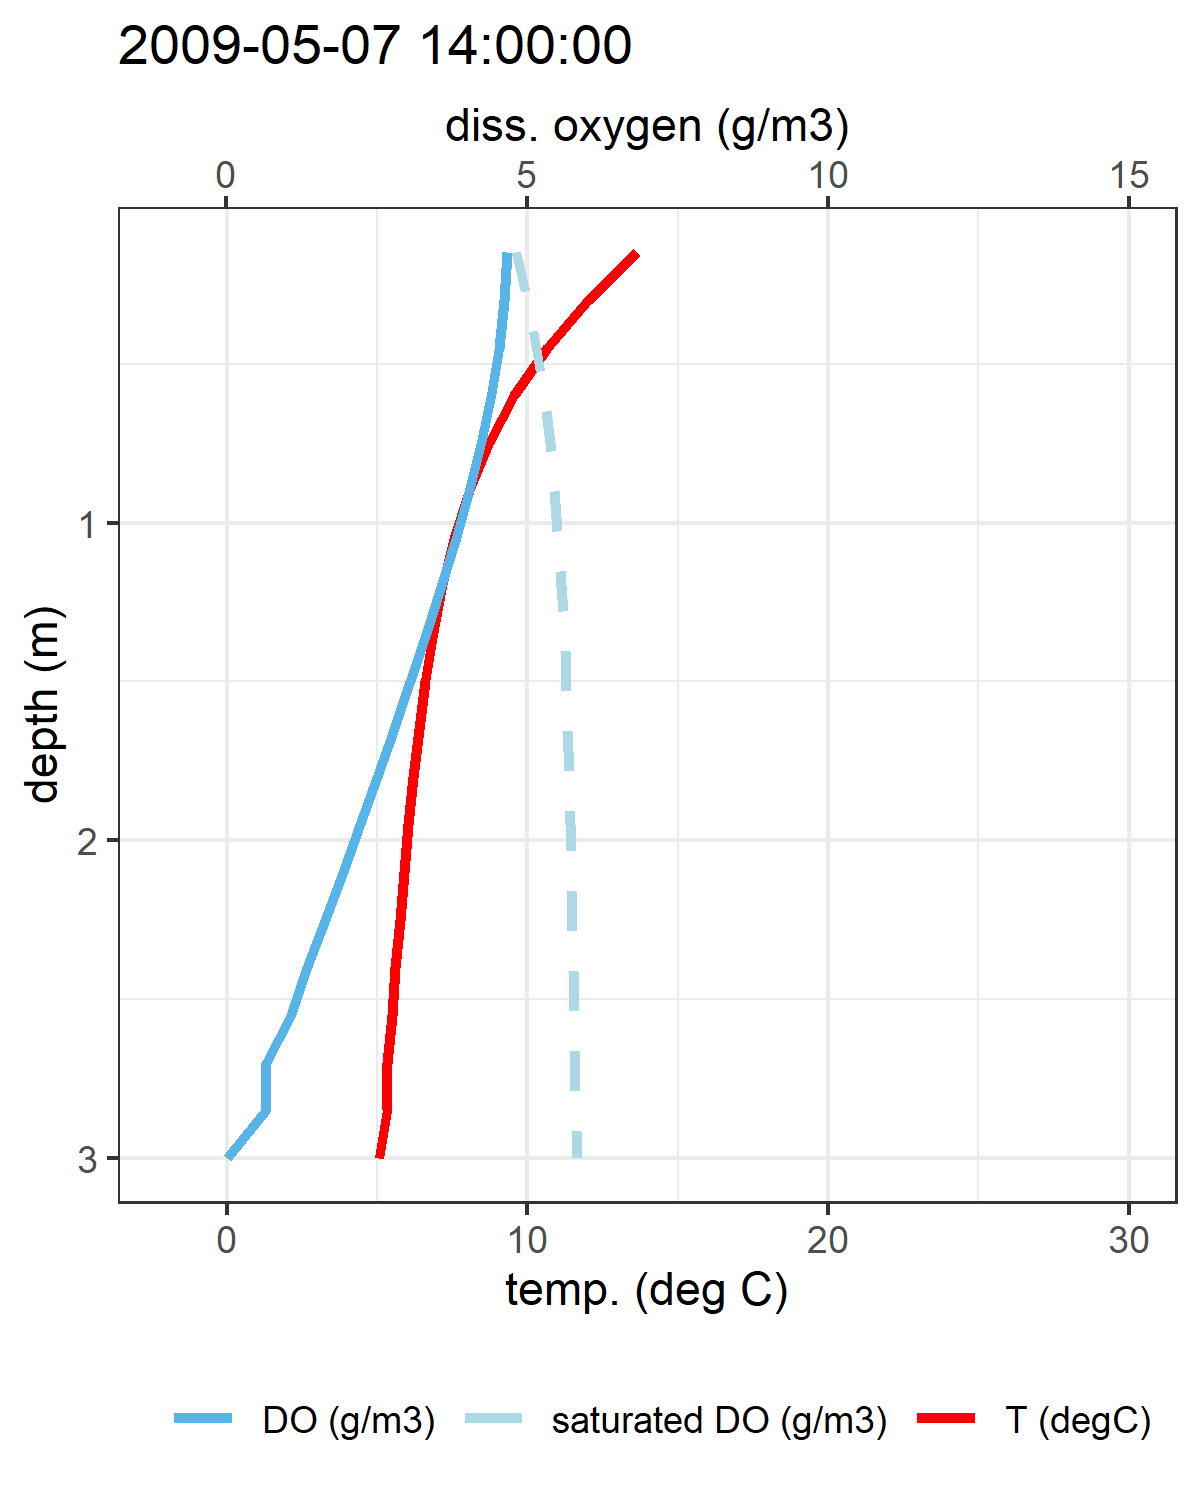 2009-05-07 14:00:00
diss. oxygen (g/m3)
0 5 10 15
1
2
3
depth (m)
0 10 20 30
temp. (deg C)
DO (g/m3) saturated DO (g/m3) T (degC)